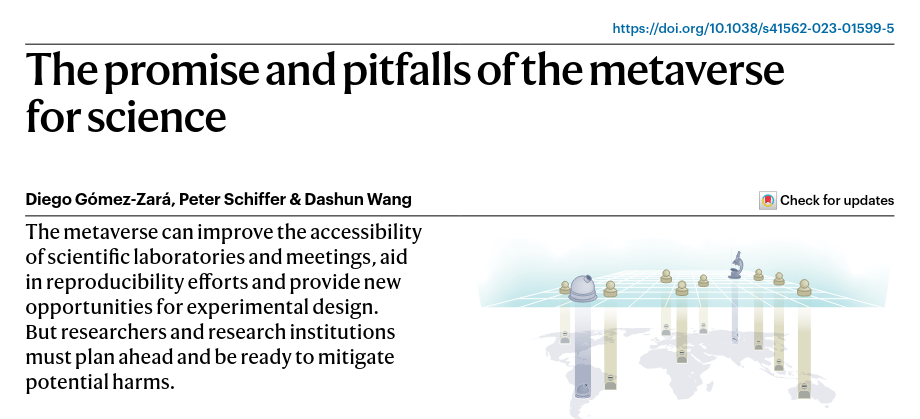 https://doi.org/10.1038/s41562-023-01599-5
The promise and pitfalls of the metaverse
for science
Diego Gómez-Zará, Peter Schiffer & Dashun Wang
Check for updates
The metaverse can improve the accessibility
of scientific laboratories and meetings, aid
in reproducibility efforts and provide new
opportunities for experimental design.
But researchers and research institutions
must plan ahead and be ready to mitigate
potential harms.